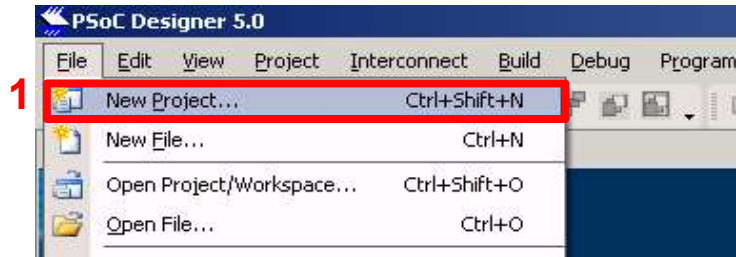 PSoC Designer 5.0
File Edit View Project Interconnect Build Debug Program
1 New Project... Ctrl+Shift+N
New File... Ctrl+N
Open Project/Workspace... Ctrl+Shift+O
Open File... Ctrl+O